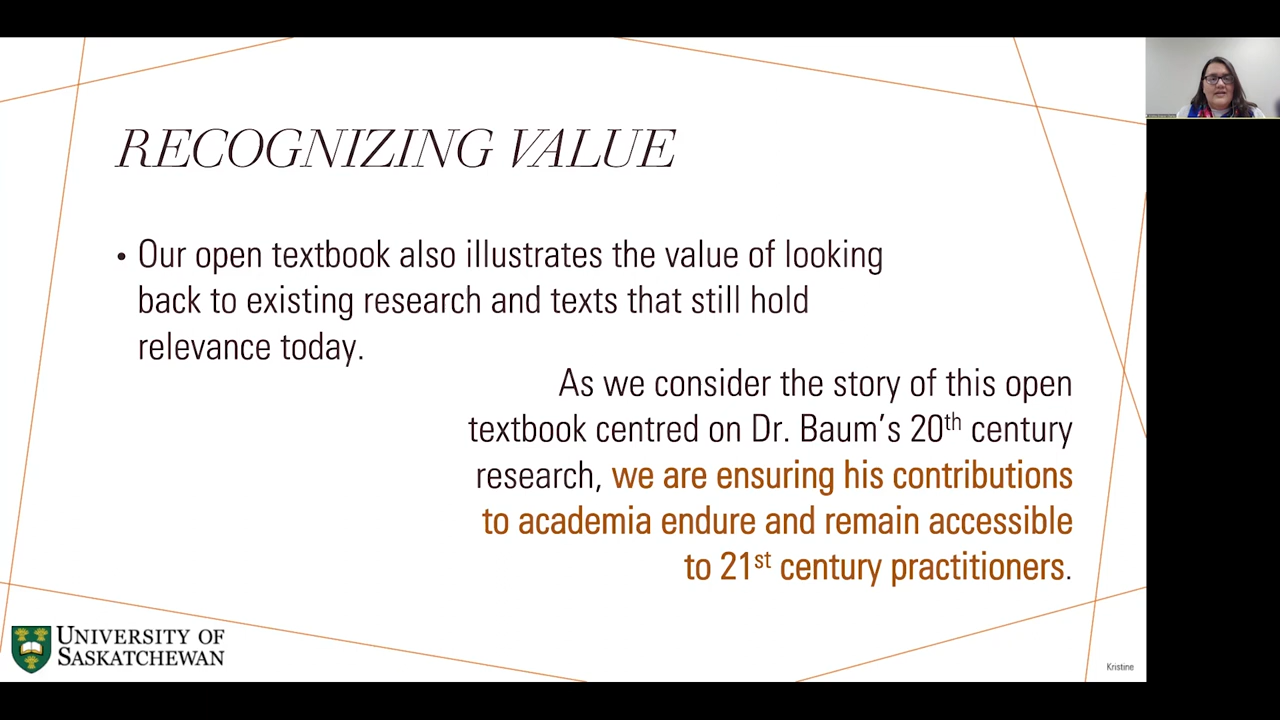 RECOGNIZING VALUE
• Our open textbook also illustrates the value of looking
back to existing research and texts that still hold
relevance today.
As we consider the story of this open
textbook centred on Dr. Baum's 20th century
research, we are ensuring his contributions
to academia endure and remain accessible
to 21st century practitioners.
UNIVERSITY OF
SASKATCHEWAN
Kristine